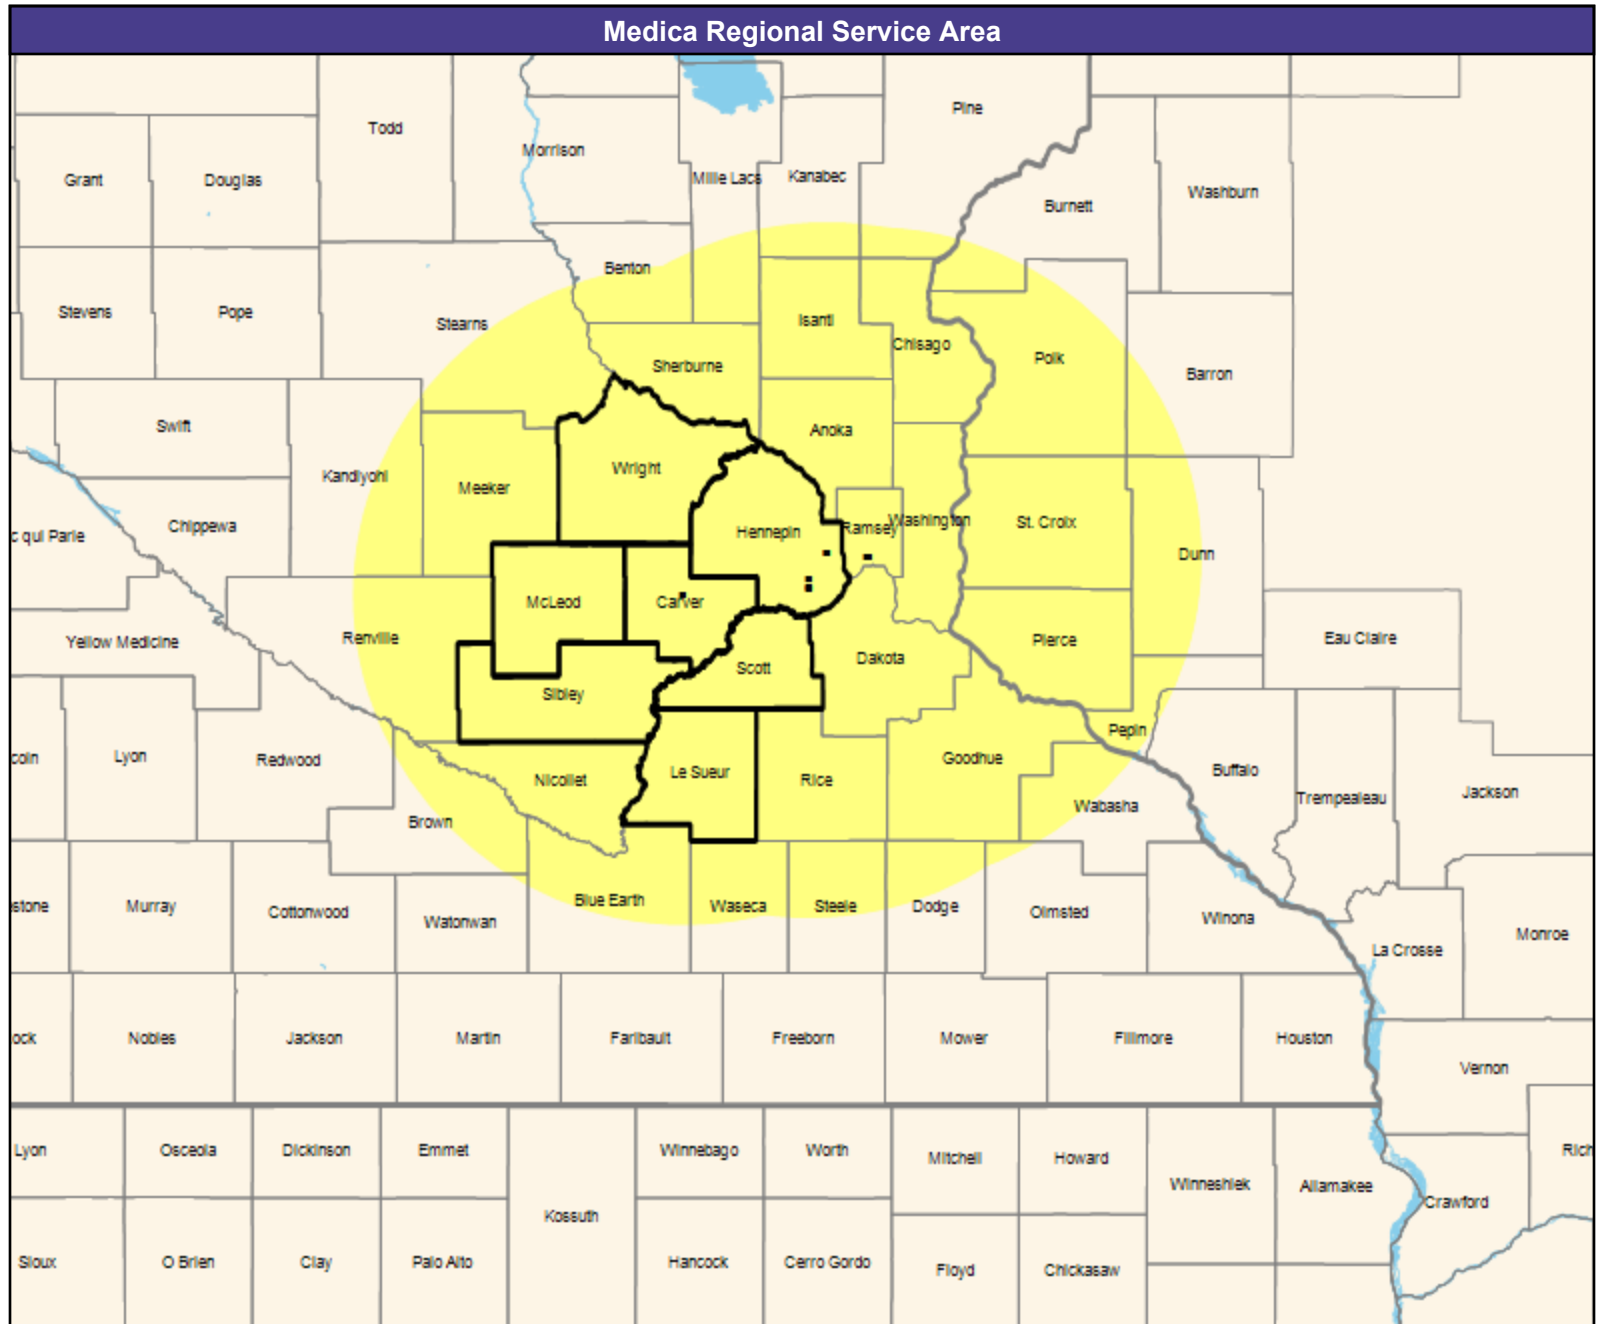 Medica Regional Service Area
Pine
Todd
Morrison
Mille Lacs
Kanabec
Grant
Douglas
Washburn
Burnett
Benton
Stevens
Pope
Stearns
Isanti
Chisago
Polk
Sherburne
Barron
Swift
Anoka
Wright
Kandiyohi
Meeker
Chippewa
Hennepin
Ramsey
Washington
St. Croix
c qui Parle
Dunn
McLeod
Carver
Yellow Medicine
Renville
Pierce
Eau Claire
Scott
Dakota
Sibley
Pepin
coln
Lyon
Redwood
Nicollet
Le Sueur
Rice
Goodhue
Buffalo
Trempealeau
Jackson
Brown
Wabasha
stone
Murray
Cottonwood
Watonwan
Blue Earth
Waseca
Steele
Dodge
Olmsted
Winona
La Crosse
Monroe
ock
Nobles
Jackson
Martin
Faribault
Freeborn
Mower
Fillmore
Houston
Vernon
Lyon
Osceola
Dickinson
Emmet
Winnebago
Worth
Mitchell
Howard
Rich
Winneshiek
Allamakee
Crawford
Kossuth
Sioux
O Brien
Clay
Palo Alto
Hancock
Cerro Gordo
Floyd
Chickasaw